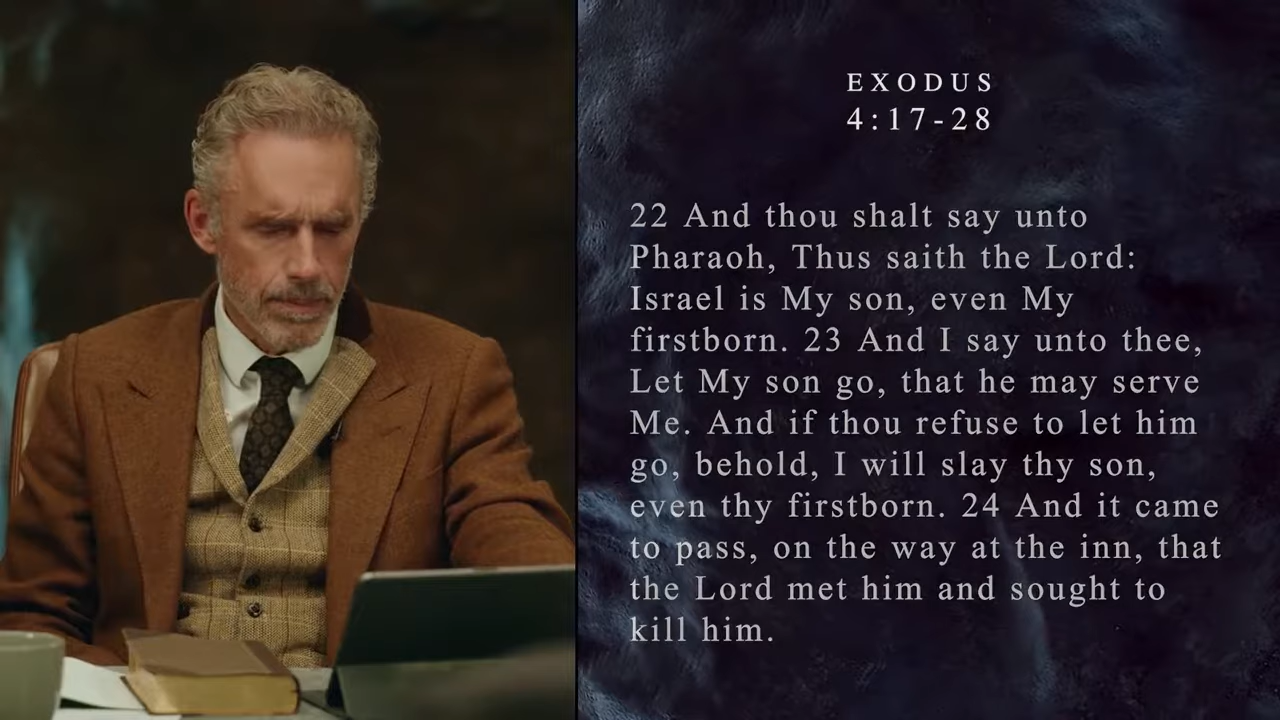 EXODUS
4:17-28
22 And thou shalt say unto
Pharaoh, Thus saith the Lord:
Israel is My son, even My
firstborn. 23 And I say unto thee,
Let My son go, that he may serve
Me. And if thou refuse to let him
go, behold, I will slay thy son,
even thy firstborn. 24 And it came
to pass, on the way at the inn, that
the Lord met him and sought to
kill him.